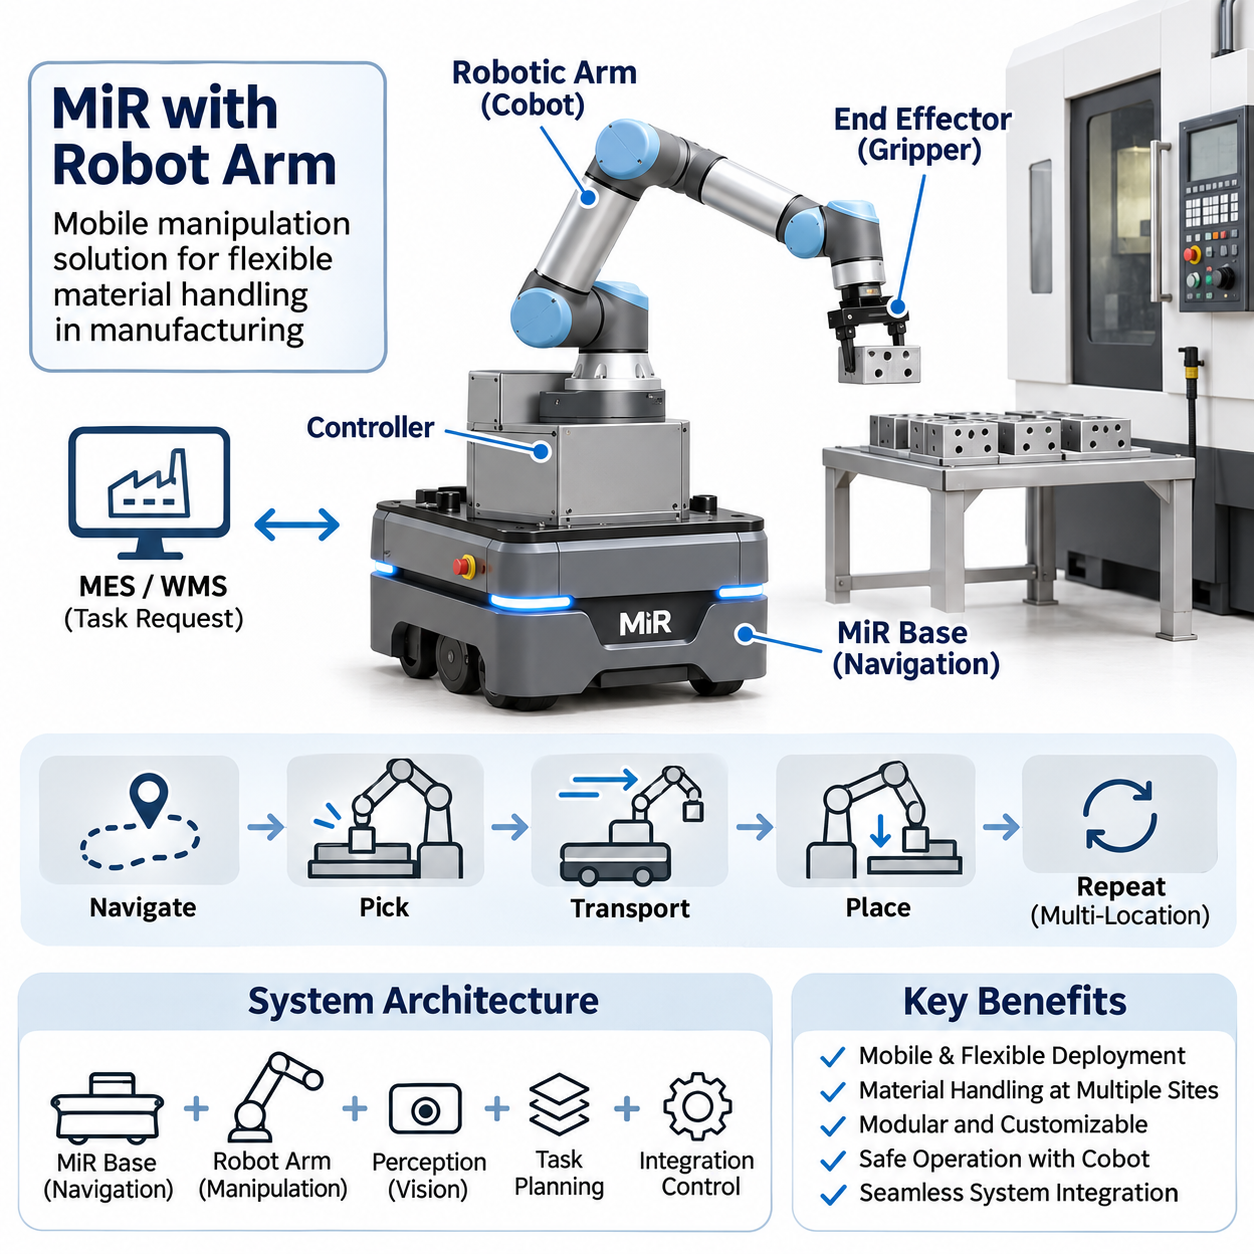 MiR with
Robot Arm
Mobile manipulation
solution for flexible
material handling
in manufacturing
Robotic Arm
(Cobot)
End Effector
(Gripper)
Controller
MES / WMS
(Task Request)
MiR
MiR Base
(Navigation)
Navigate
Pick
Transport
Place
Repeat
(Multi-Location)
System Architecture
MiR Base
(Navigation)
Robot Arm
(Manipulation)
Perception
(Vision)
Task
Planning
Integration
Control
Key Benefits
Mobile & Flexible Deployment
Material Handling at Multiple Sites
Modular and Customizable
Safe Operation with Cobot
Seamless System Integration